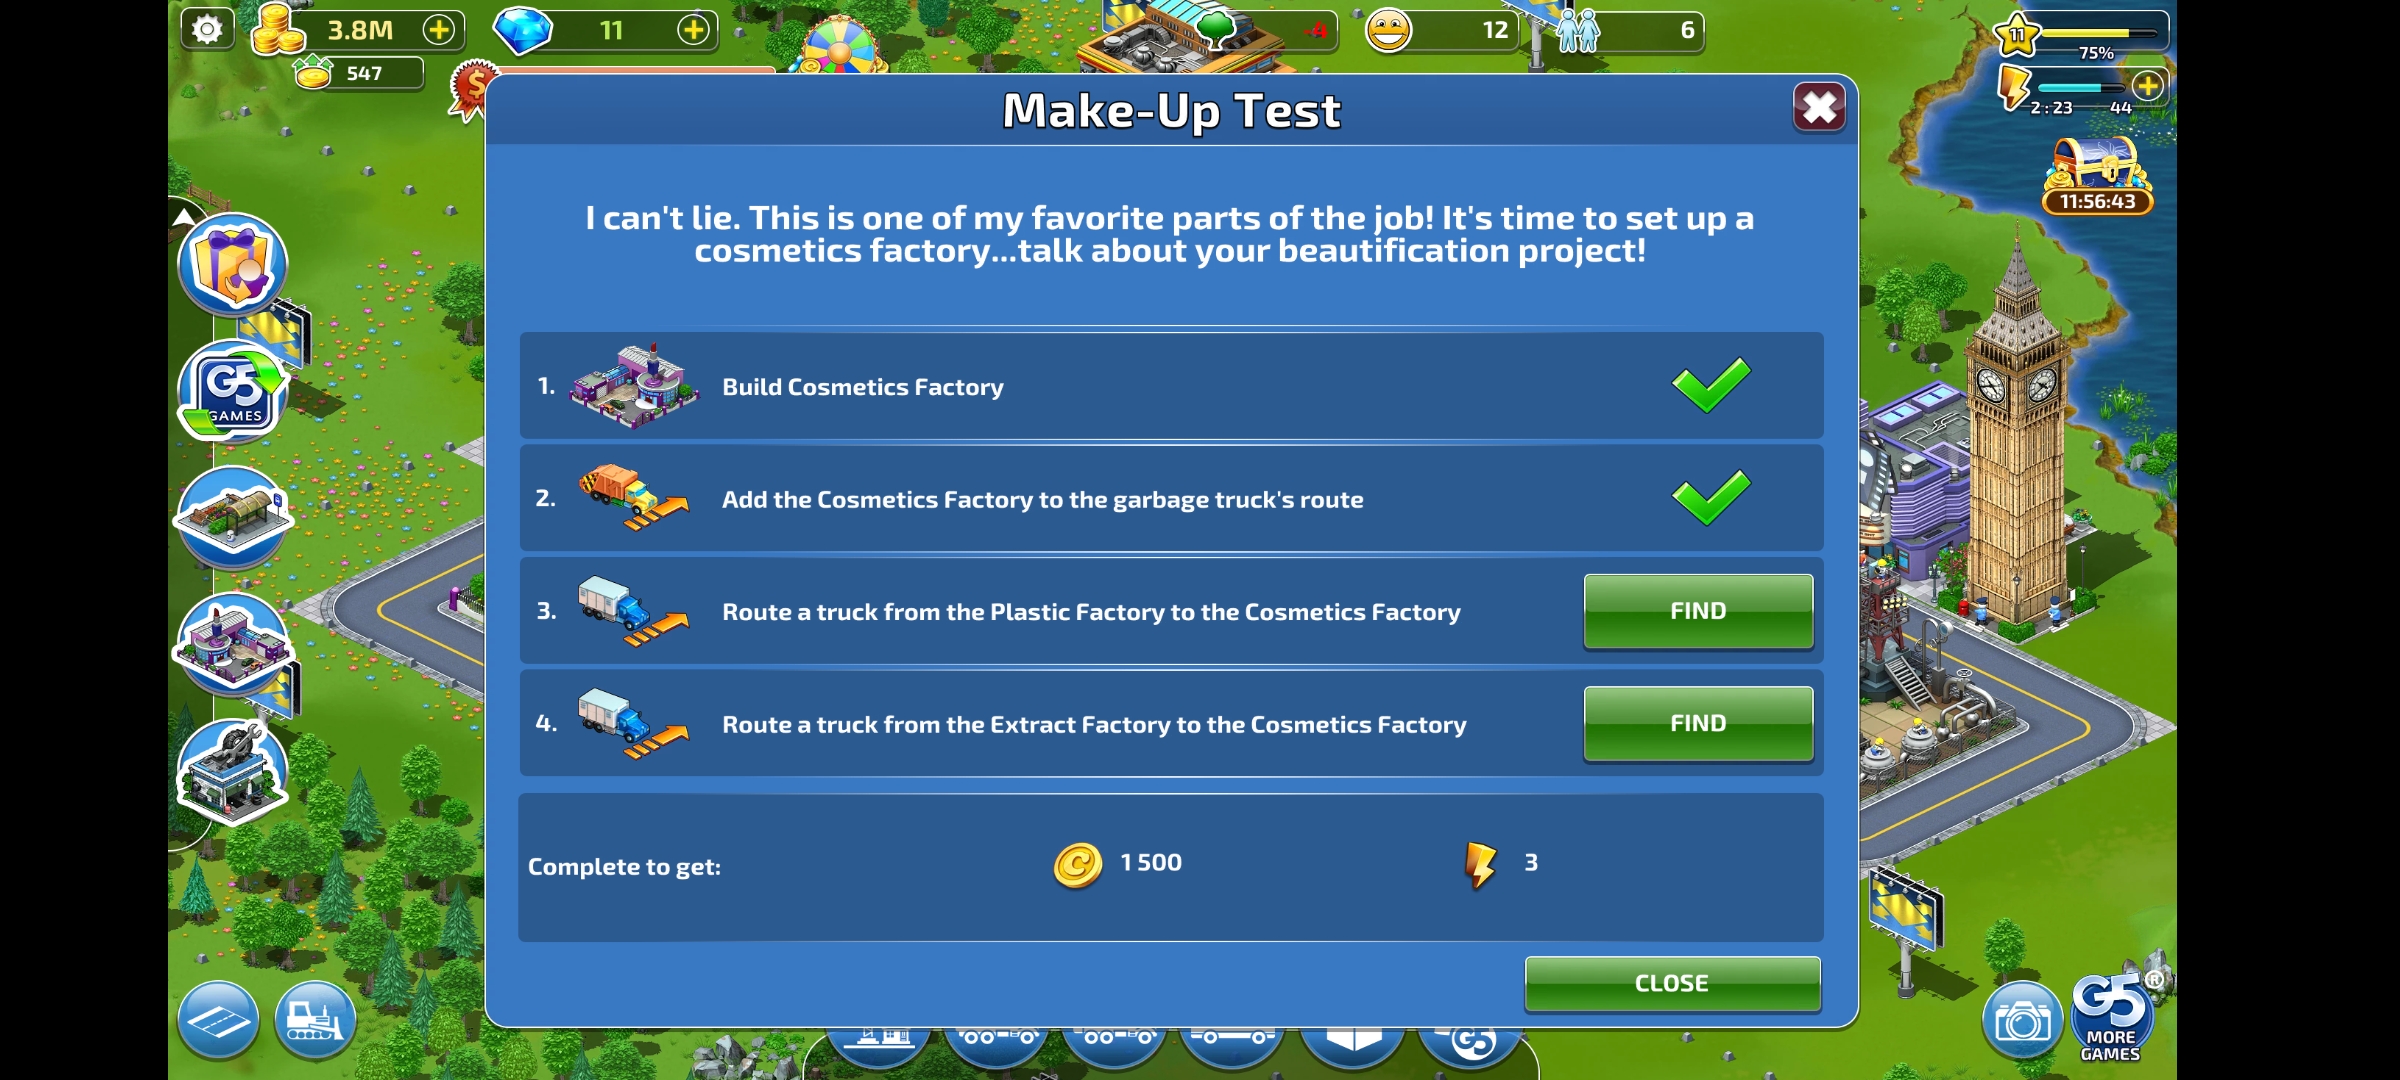 3.8M
11
-4
12
6
11
75%
547
2:23
44
Make-Up Test
11:56:43
I can't lie. This is one of my favorite parts of the job! It's time to set up a
cosmetics factory...talk about your beautification project!
G5
GAMES
1.
Build Cosmetics Factory
2.
Add the Cosmetics Factory to the garbage truck's route
3.
Route a truck from the Plastic Factory to the Cosmetics Factory
FIND
4.
Route a truck from the Extract Factory to the Cosmetics Factory
FIND
Complete to get:
1 500
3
CLOSE
G5
G5®
MORE
GAMES